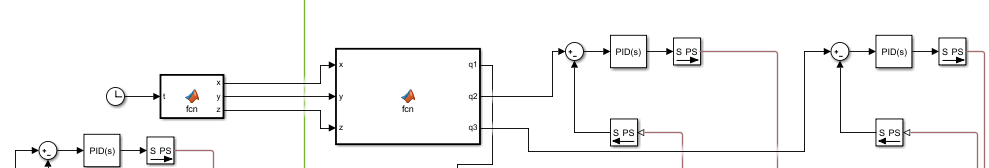 x
q1
PID(s)
S PS
PID(s)
S PS
t
x
y
z
fcn
y
fcn
q2
z
q3
S PS
S PS
PID(s)
S PS